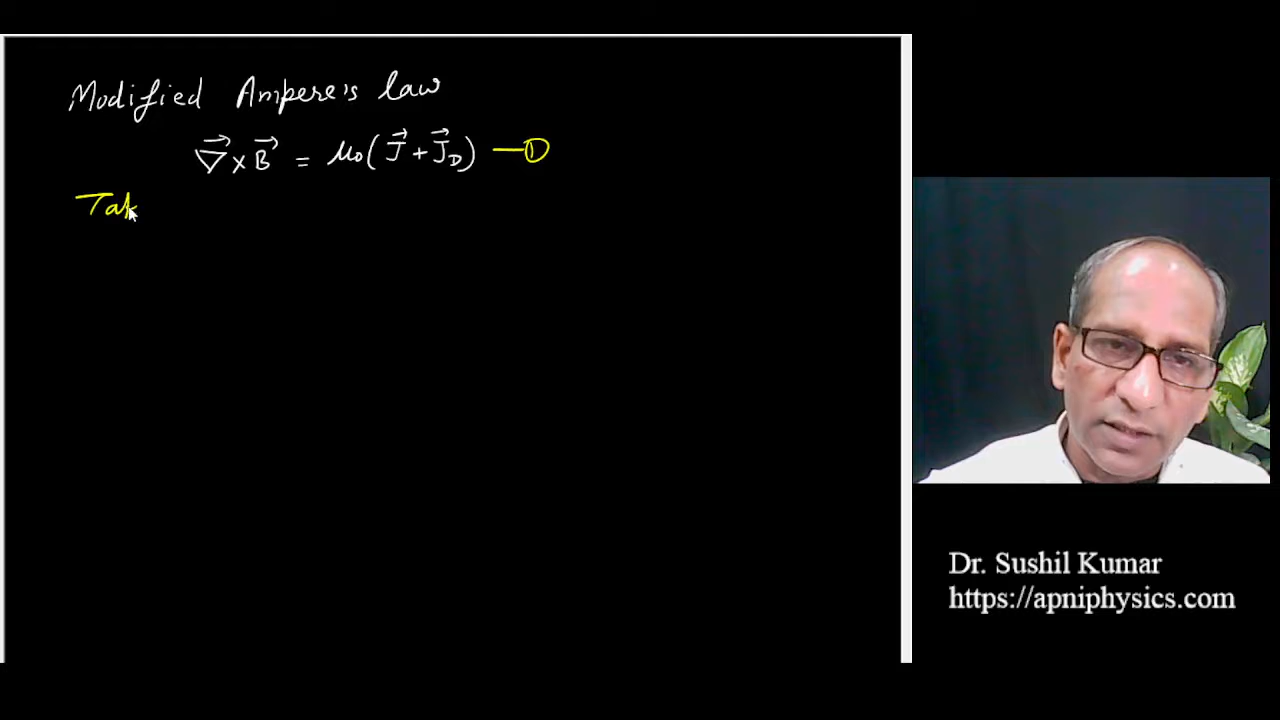 Modified Ampere's law
∇⃗ × B⃗ = μ₀(J⃗ + J⃗_D) — ①
Tak
Dr. Sushil Kumar
https://apniphysics.com